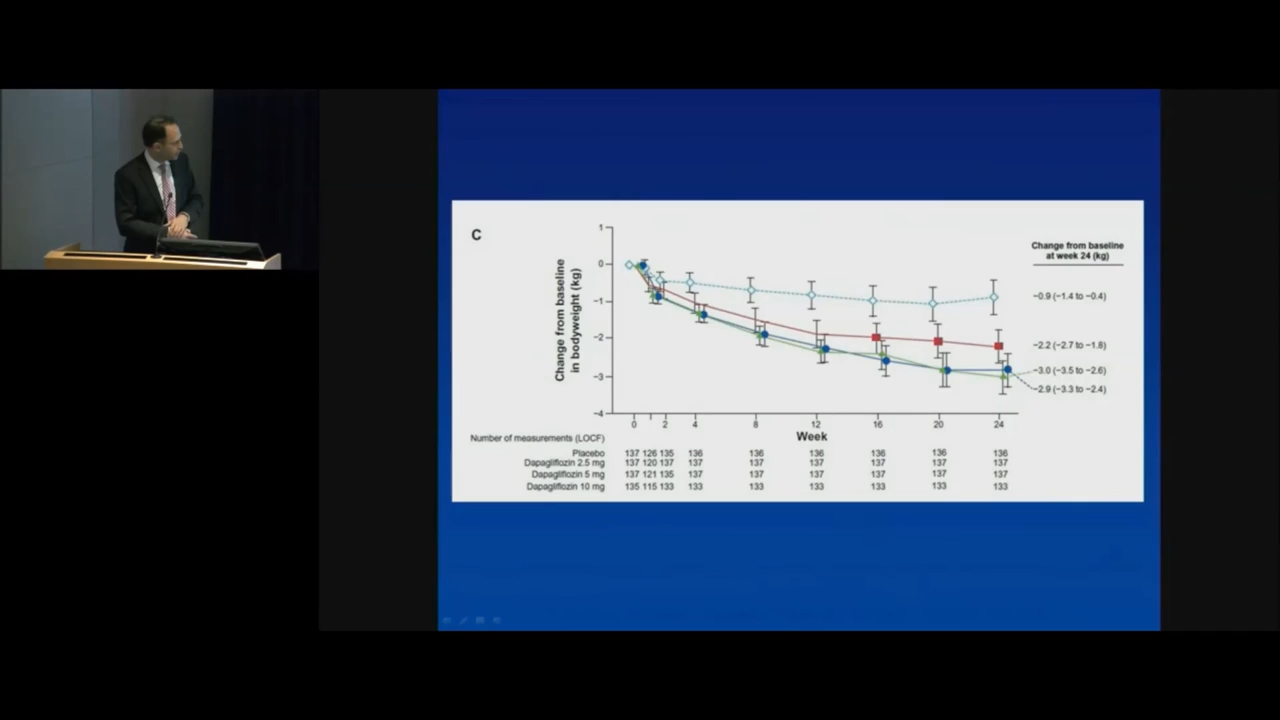 C
Change from baseline
in bodyweight (kg)
1
0
−1
−2
−3
−4
0 2 4 8 12 16 20 24
Week
Change from baseline
at week 24 (kg)
−0.9 (−1.4 to −0.4)
−2.2 (−2.7 to −1.8)
−3.0 (−3.5 to −2.6)
−2.9 (−3.3 to −2.4)
Number of measurements (LOCF)
Placebo 137 126 135 136 136 136 136 136 136
Dapagliflozin 2.5 mg 137 120 137 137 137 137 137 137 137
Dapagliflozin 5 mg 137 121 135 137 137 137 137 137 137
Dapagliflozin 10 mg 135 115 133 133 133 133 133 133 133